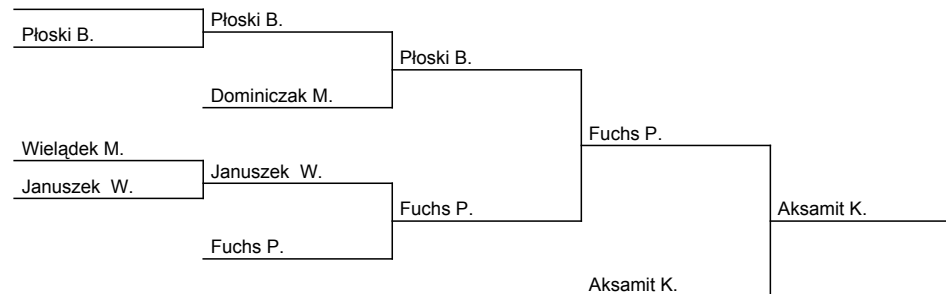 Płoski B.
Płoski B.
Płoski B.
Dominiczak M.
Fuchs P.
Wielądek M.
Januszek W.
Januszek W.
Fuchs P.
Aksamit K.
Fuchs P.
Aksamit K.